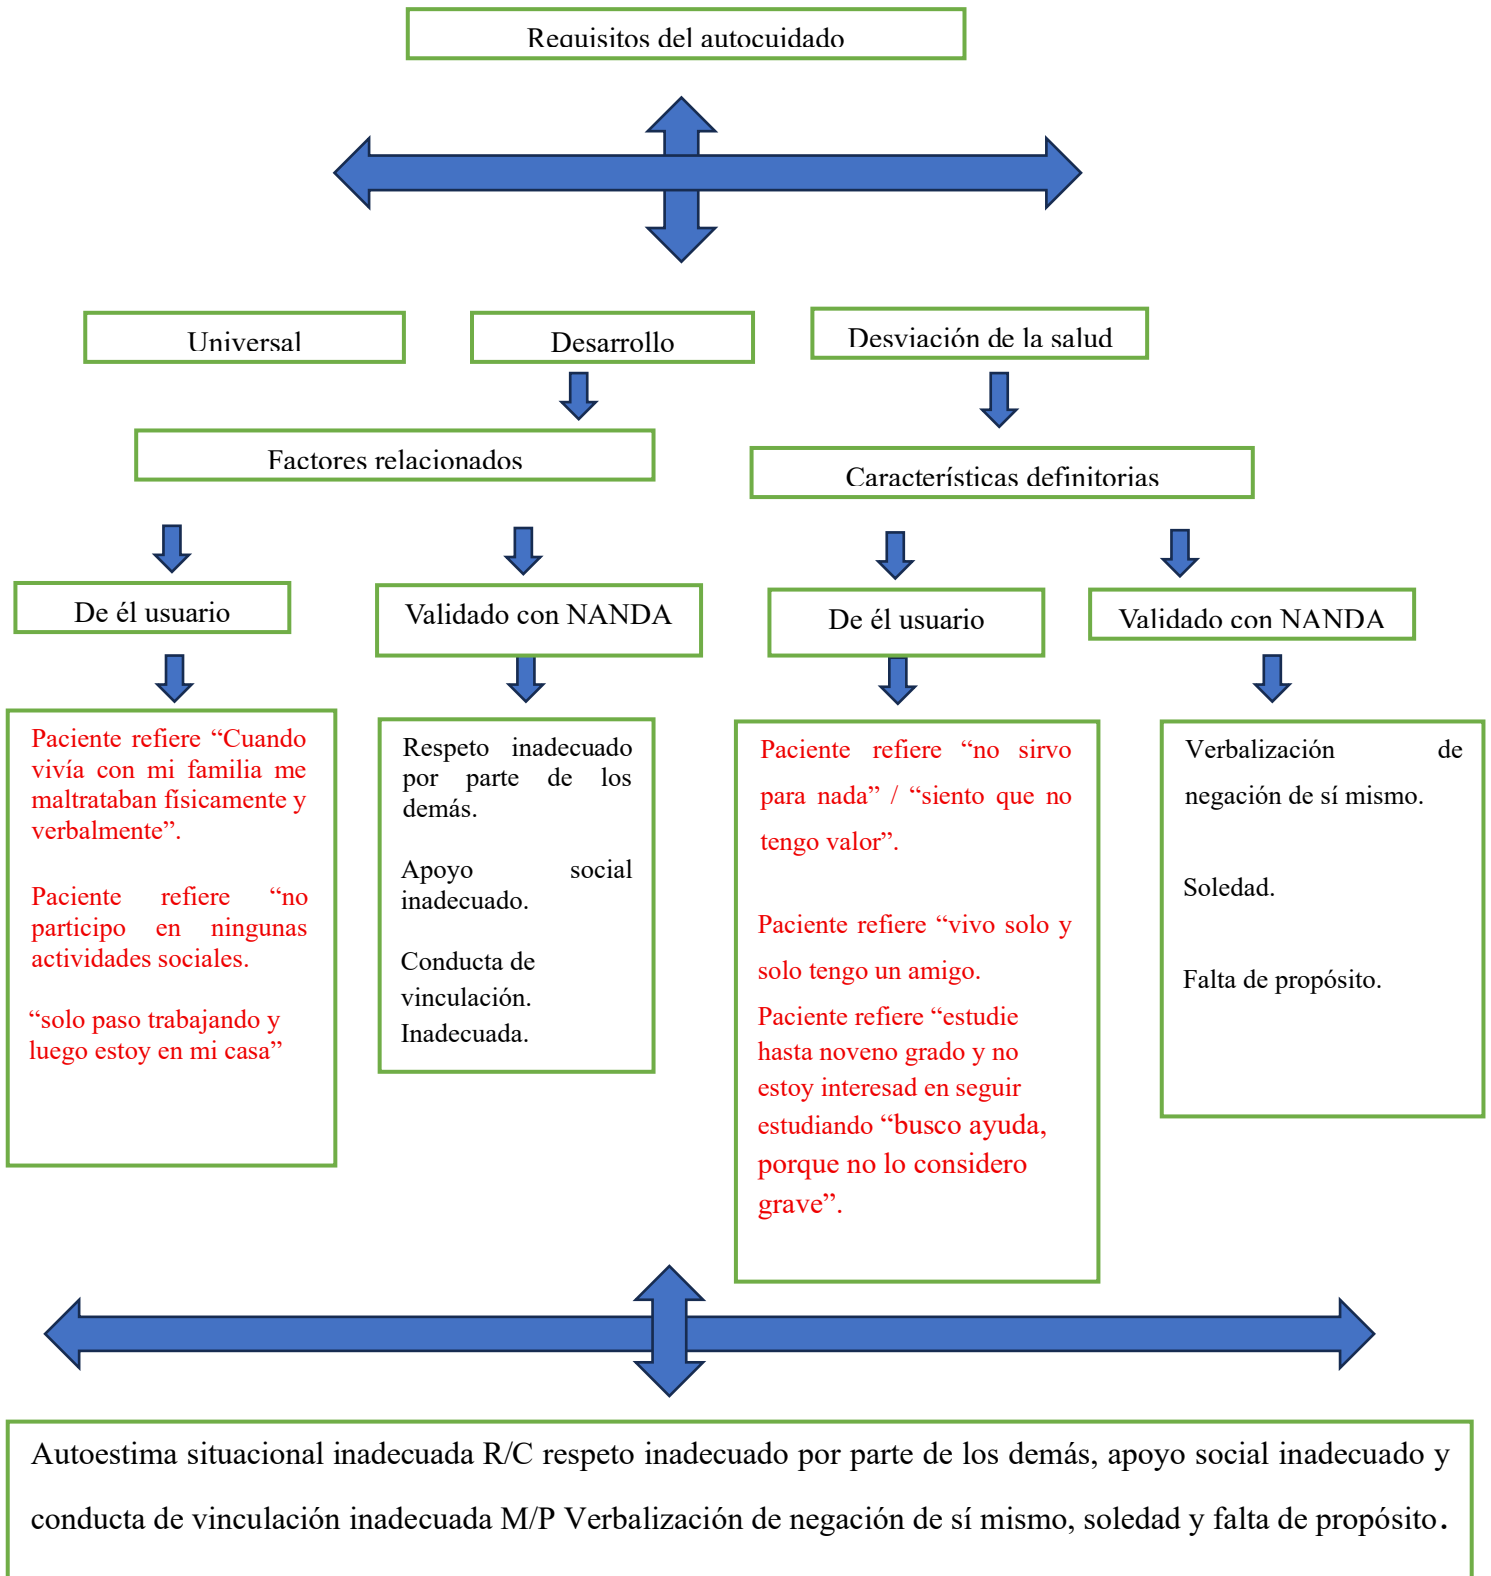 Requisitos del autocuidado
Universal
Desarrollo
Desviación de la salud
Factores relacionados
Características definitorias
De él usuario
Validado con NANDA
De él usuario
Validado con NANDA
Paciente refiere “Cuando
vivía con mi familia me
maltrataban físicamente y
verbalmente”.
Paciente refiere “no
participo en ningunas
actividades sociales.
“solo paso trabajando y
luego estoy en mi casa”
Respeto inadecuado
por parte de los
demás.
Apoyo social
inadecuado.
Conducta de
vinculación.
Inadecuada.
Paciente refiere “no sirvo
para nada” / “siento que no
tengo valor”.
Paciente refiere “vivo solo y
solo tengo un amigo.
Paciente refiere “estudie
hasta noveno grado y no
estoy interesad en seguir
estudiando “busco ayuda,
porque no lo considero
grave”.
Verbalización de
negación de sí mismo.
Soledad.
Falta de propósito.
Autoestima situacional inadecuada R/C respeto inadecuado por parte de los demás, apoyo social inadecuado y
conducta de vinculación inadecuada M/P Verbalización de negación de sí mismo, soledad y falta de propósito.